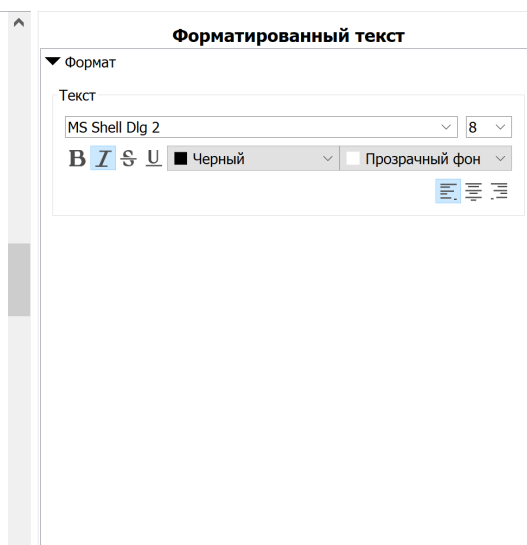 Форматированный текст
Формат
Текст
MS Shell Dlg 2 8
B I S U Черный Прозрачный фон